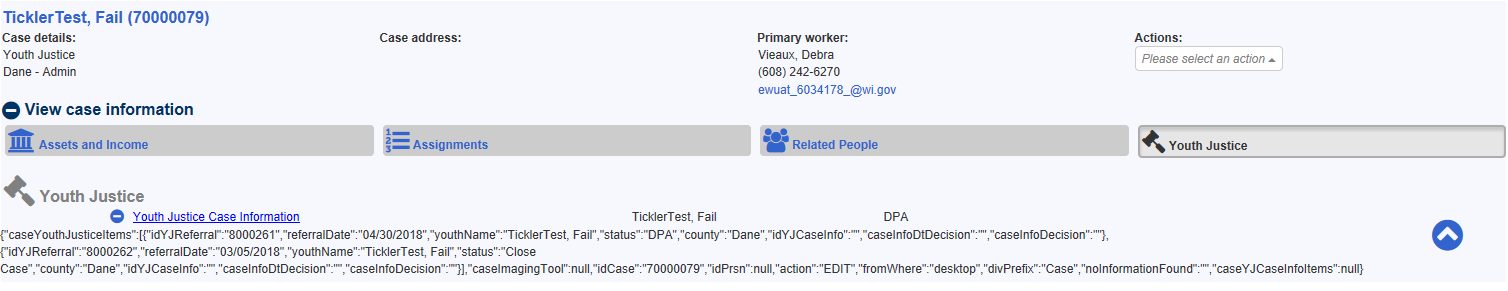 TicklerTest, Fail (70000079)
Case details:
Youth Justice
Dane - Admin
Case address:
Primary worker:
Vieaux, Debra
(608) 242-6270
ewuat_6034178_@wi.gov
Actions:
Please select an action
View case information
Assets and Income
Assignments
Related People
Youth Justice
Youth Justice
Youth Justice Case Information TicklerTest, Fail DPA
{"caseYouthJusticeItems":[{"idYJReferral":"8000261","referralDate":"04/30/2018","youthName":"TicklerTest, Fail","status":"DPA","county":"Dane","idYJCaseInfo":"","caseInfoDtDecision":"","caseInfoDecision":""},
{"idYJReferral":"8000262","referralDate":"03/05/2018","youthName":"TicklerTest, Fail","status":"Close
Case","county":"Dane","idYJCaseInfo":"","caseInfoDtDecision":"","caseInfoDecision":""}],"caseImagingTool":null,"idCase":"70000079","idPrsn":null,"action":"EDIT","fromWhere":"desktop","divPrefix":"Case","noInformationFound":"","caseYJCaseInfoItems":null}